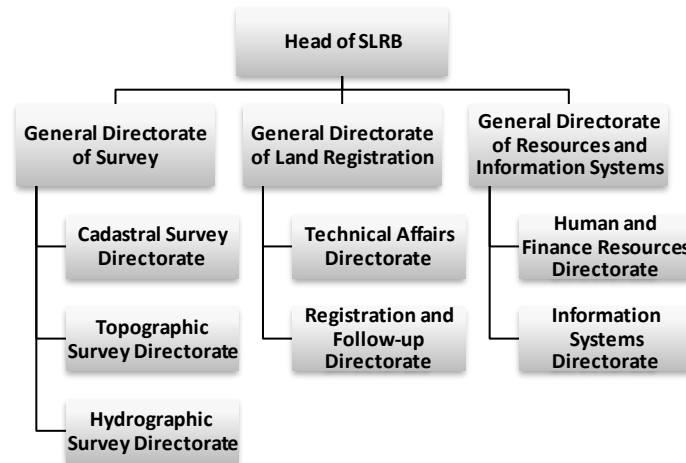 Head of SLRB
General Directorate
of Survey
General Directorate
of Land Registration
General Directorate
of Resources and
Information Systems
Cadastral Survey
Directorate
Technical Affairs
Directorate
Human and
Finance Resources
Directorate
Topographic
Survey Directorate
Registration and
Follow-up
Directorate
Information
Systems
Directorate
Hydrographic
Survey Directorate